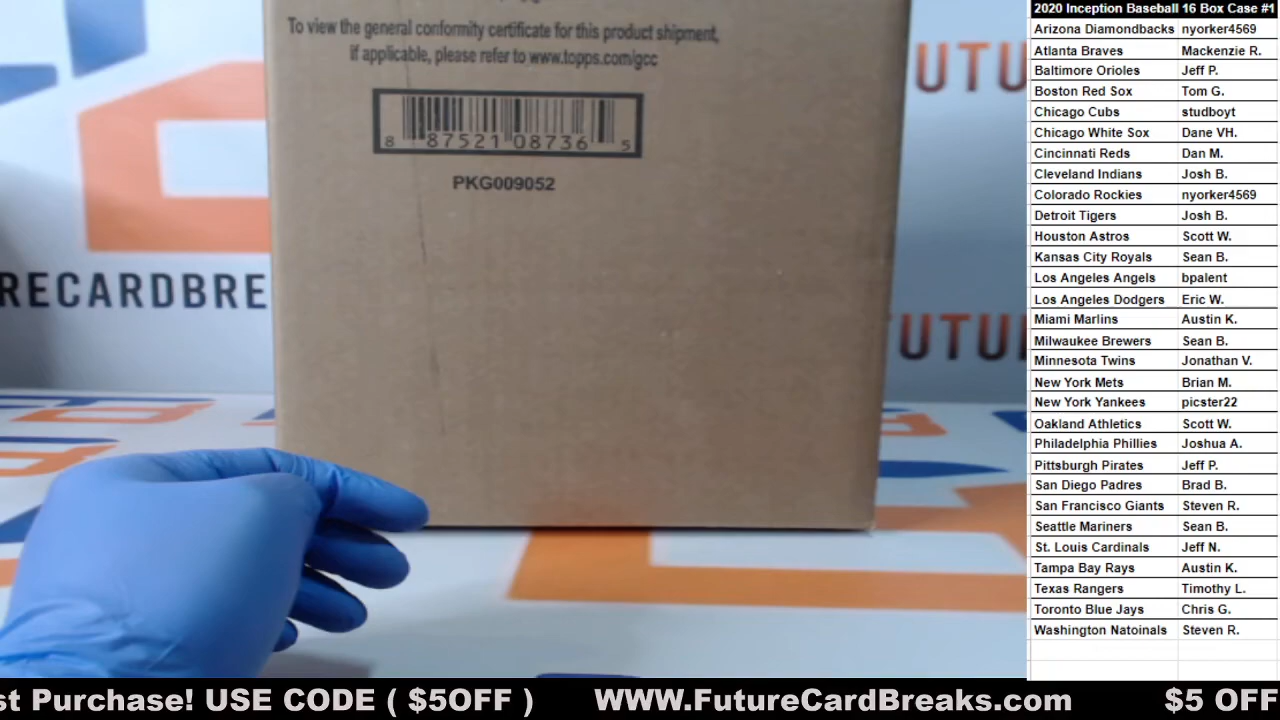 To view the general conformity certificate for this product shipment,
if applicable, please refer to www.topps.com/gcc
8 87521 08736 5
PKG009052
UTU
RECARDBRE
UTU
2020 Inception Baseball 16 Box Case #1
Arizona Diamondbacks nyorker4569
Atlanta Braves Mackenzie R.
Baltimore Orioles Jeff P.
Boston Red Sox Tom G.
Chicago Cubs studboyt
Chicago White Sox Dane VH.
Cincinnati Reds Dan M.
Cleveland Indians Josh B.
Colorado Rockies nyorker4569
Detroit Tigers Josh B.
Houston Astros Scott W.
Kansas City Royals Sean B.
Los Angeles Angels bpalent
Los Angeles Dodgers Eric W.
Miami Marlins Austin K.
Milwaukee Brewers Sean B.
Minnesota Twins Jonathan V.
New York Mets Brian M.
New York Yankees picster22
Oakland Athletics Scott W.
Philadelphia Phillies Joshua A.
Pittsburgh Pirates Jeff P.
San Diego Padres Brad B.
San Francisco Giants Steven R.
Seattle Mariners Sean B.
St. Louis Cardinals Jeff N.
Tampa Bay Rays Austin K.
Texas Rangers Timothy L.
Toronto Blue Jays Chris G.
Washington Natoinals Steven R.
st Purchase! USE CODE ( $5OFF ) WWW.FutureCardBreaks.com $5 OFF